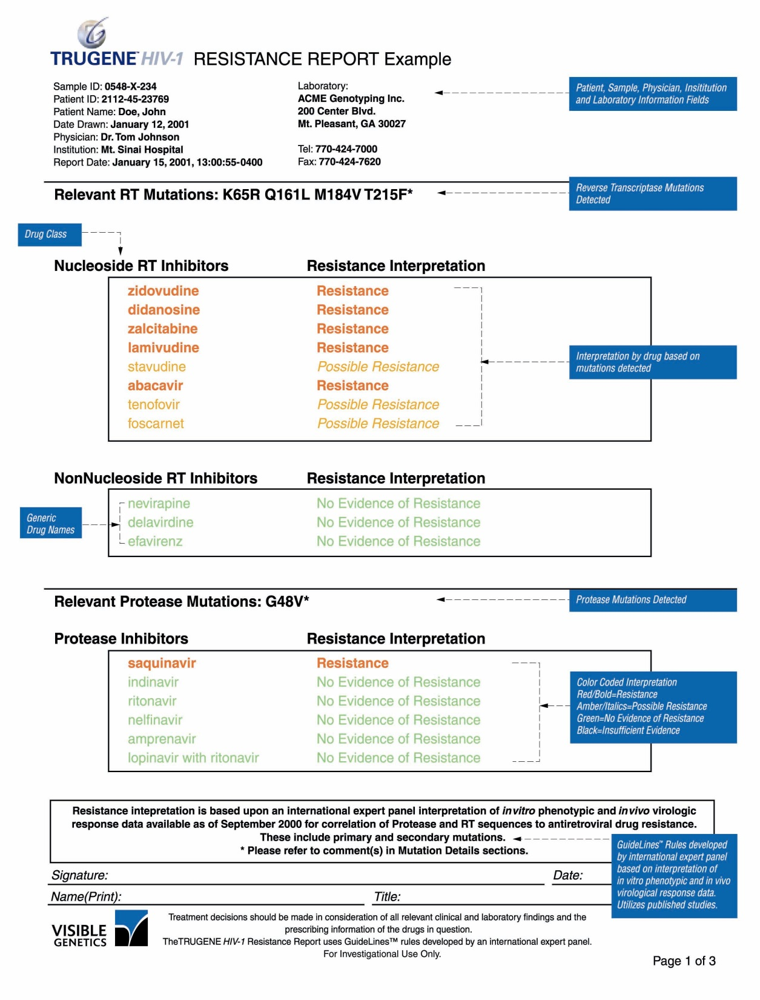 TRUGENE™ HIV-1 RESISTANCE REPORT Example
Sample ID: 0548-X-234
Patient ID: 2112-45-23769
Patient Name: Doe, John
Date Drawn: January 12, 2001
Physician: Dr. Tom Johnson
Institution: Mt. Sinai Hospital
Report Date: January 15, 2001, 13:00:55-0400
Laboratory:
ACME Genotyping Inc.
200 Center Blvd.
Mt. Pleasant, GA 30027
Tel: 770-424-7000
Fax: 770-424-7620
Patient, Sample, Physician, Insititution
and Laboratory Information Fields
Relevant RT Mutations: K65R Q161L M184V T215F*
Reverse Transcriptase Mutations
Detected
Drug Class
Nucleoside RT Inhibitors Resistance Interpretation
zidovudine Resistance
didanosine Resistance
zalcitabine Resistance
lamivudine Resistance
stavudine Possible Resistance
abacavir Resistance
tenofovir Possible Resistance
foscarnet Possible Resistance
Interpretation by drug based on
mutations detected
NonNucleoside RT Inhibitors Resistance Interpretation
nevirapine No Evidence of Resistance
delavirdine No Evidence of Resistance
efavirenz No Evidence of Resistance
Generic
Drug Names
Relevant Protease Mutations: G48V*
Protease Mutations Detected
Protease Inhibitors Resistance Interpretation
saquinavir Resistance
indinavir No Evidence of Resistance
ritonavir No Evidence of Resistance
nelfinavir No Evidence of Resistance
amprenavir No Evidence of Resistance
lopinavir with ritonavir No Evidence of Resistance
Color Coded Interpretation
Red/Bold=Resistance
Amber/Italics=Possible Resistance
Green=No Evidence of Resistance
Black=Insufficient Evidence
Resistance intepretation is based upon an international expert panel interpretation of in vitro phenotypic and in vivo virologic
response data available as of September 2000 for correlation of Protease and RT sequences to antiretroviral drug resistance.
These include primary and secondary mutations.
* Please refer to comment(s) in Mutation Details sections.
GuideLines™ Rules developed
by international expert panel
based on interpretation of
in vitro phenotypic and in vivo
virological response data.
Utilizes published studies.
Signature: Date:
Name(Print): Title:
VISIBLE
GENETICS
Treatment decisions should be made in consideration of all relevant clinical and laboratory findings and the
prescribing information of the drugs in question.
TheTRUGENE HIV-1 Resistance Report uses GuideLines™ rules developed by an international expert panel.
For Investigational Use Only.
Page 1 of 3